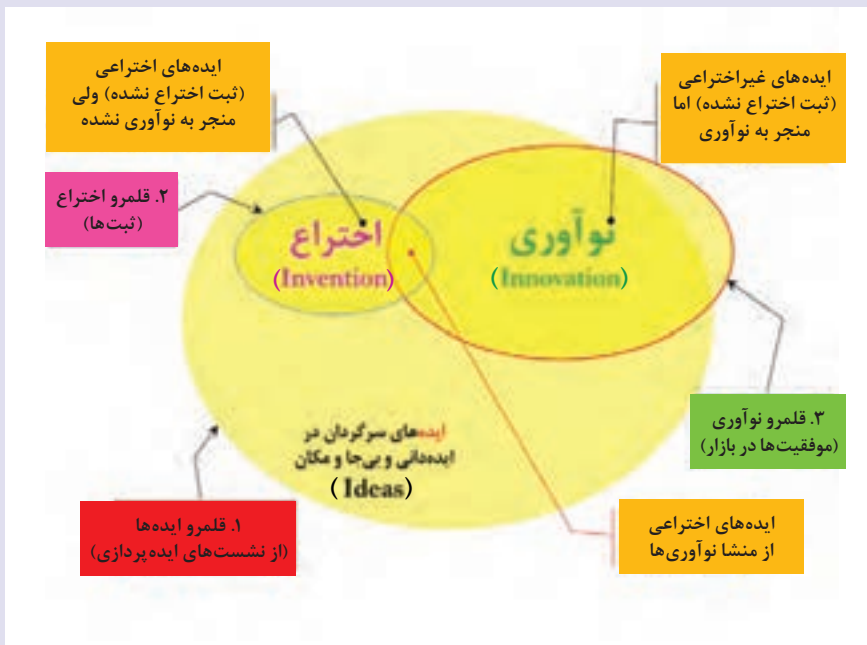 ایده‌های اختراعی
(ثبت اختراع نشده) ولی
منجر به نوآوری نشده
ایده‌های غیراختراعی
(ثبت اختراع نشده) اما
منجر به نوآوری
۲. قلمرو اختراع
(ثبت‌ها)
اختراع
(Invention)
نوآوری
(Innovation)
۳. قلمرو نوآوری
(موفقیت‌ها در بازار)
ایده‌های سرگردان در
ایده‌دانی و بی‌جا و مکان
(Ideas)
۱. قلمرو ایده‌ها
(از نشست‌های ایده‌پردازی)
ایده‌های اختراعی
از منشا نوآوری‌ها